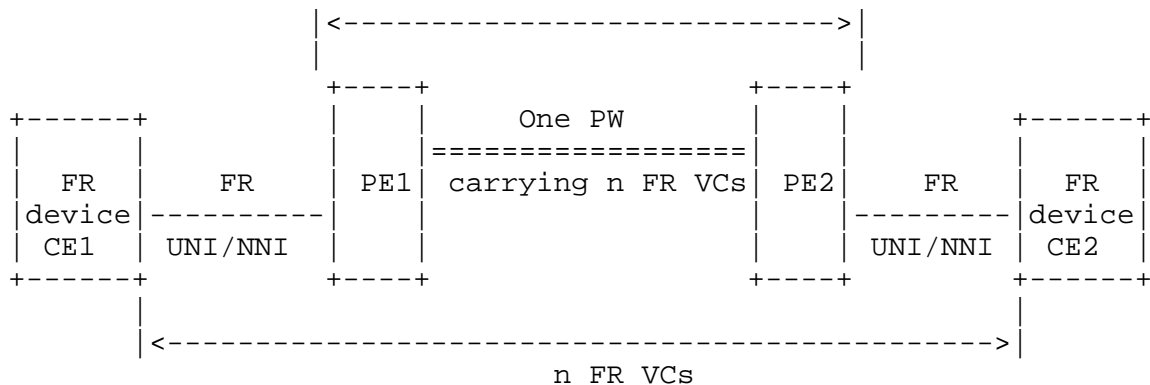 |<------------------------------>|
|                                |
+----+                   +----+
+------+           |    |      One PW       |    |          +------+
|      |           |    |===================|    |          |      |
|  FR  |    FR     | PE1| carrying n FR VCs | PE2|    FR    |  FR  |
|device|-----------|    |                   |    |----------|device|
| CE1  |  UNI/NNI  |    |                   |    |  UNI/NNI | CE2  |
+------+           +----+                   +----+          +------+
|                                                    |
|<-------------------------------------------------->|
n FR VCs